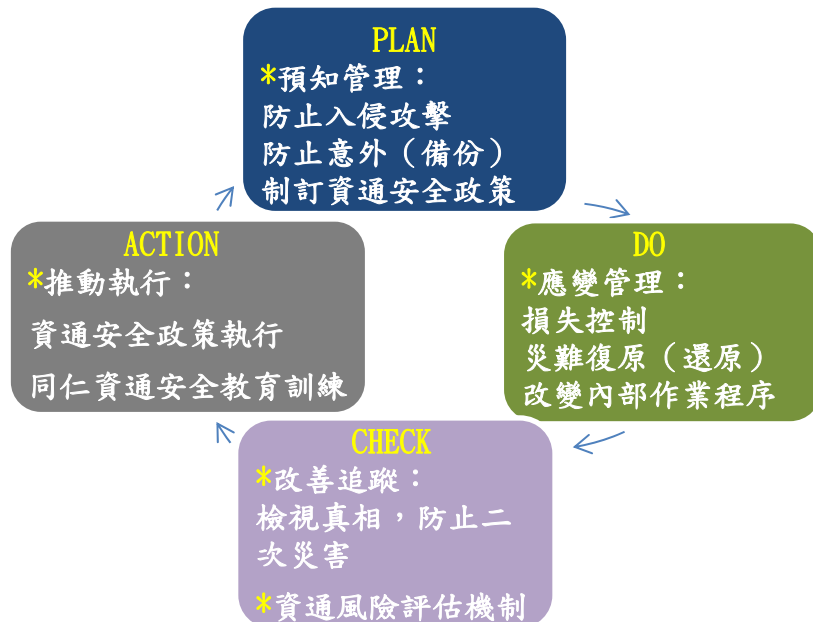 PLAN
*預知管理：
防止入侵攻擊
防止意外（備份）
制訂資通安全政策
ACTION
*推動執行：
資通安全政策執行
同仁資通安全教育訓練
DO
*應變管理：
損失控制
災難復原（還原）
改變內部作業程序
CHECK
*改善追蹤：
檢視真相，防止二
次災害
*資通風險評估機制